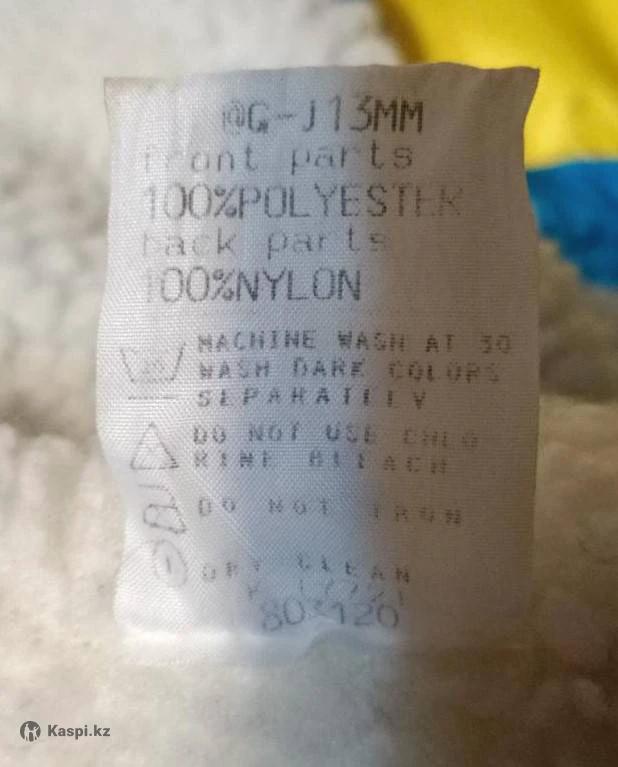 @G-J13MM
front parts
100%POLYESTER
back parts
100%NYLON
MACHINE WASH AT 30
WASH DARK COLORS
SEPARATELY
DO NOT USE CHLO
RINE BLEACH
DO NOT IRON
DRY CLEAN
80*120
Kaspi.kz